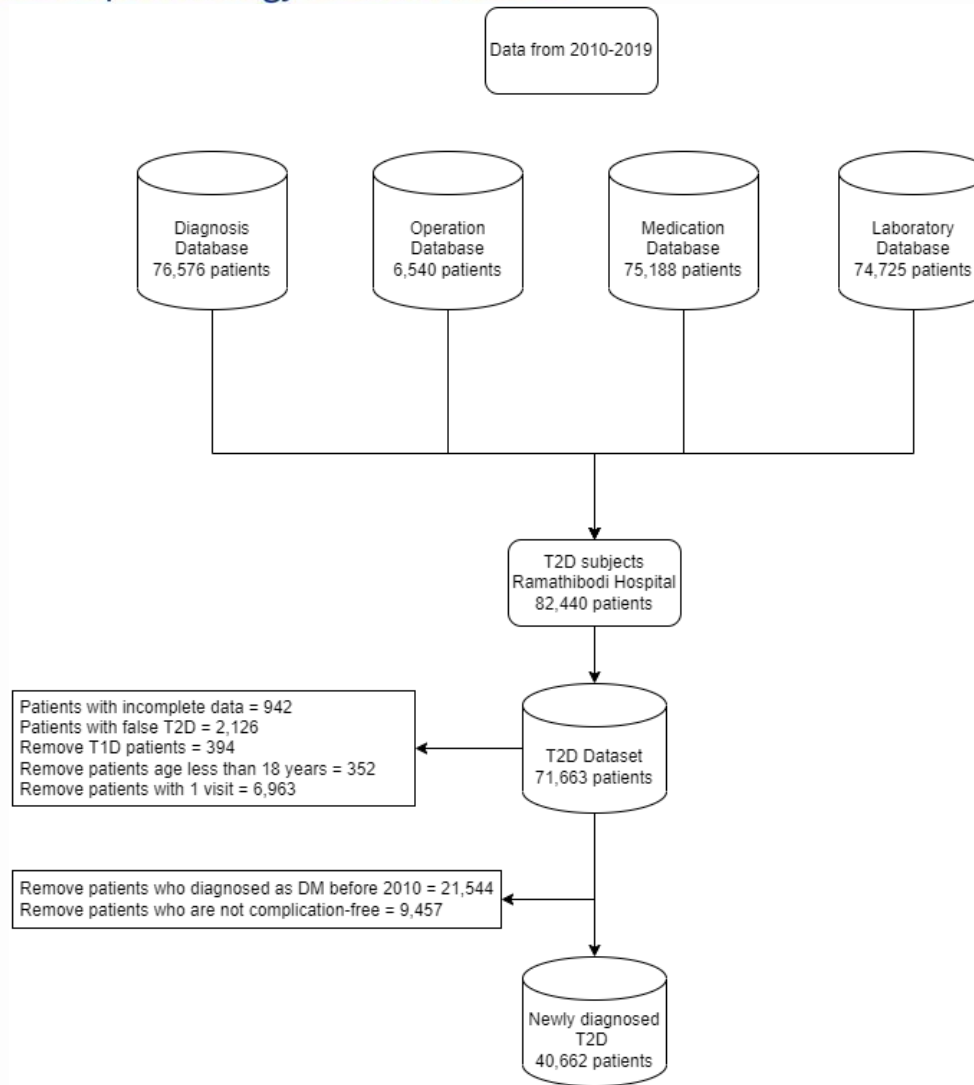 Data from 2010-2019
Diagnosis
Database
76,576 patients
Operation
Database
6,540 patients
Medication
Database
75,188 patients
Laboratory
Database
74,725 patients
T2D subjects
Ramathibodi Hospital
82,440 patients
Patients with incomplete data = 942
Patients with false T2D = 2,126
Remove T1D patients = 394
Remove patients age less than 18 years = 352
Remove patients with 1 visit = 6,963
T2D Dataset
71,663 patients
Remove patients who diagnosed as DM before 2010 = 21,544
Remove patients who are not complication-free = 9,457
Newly diagnosed
T2D
40,662 patients